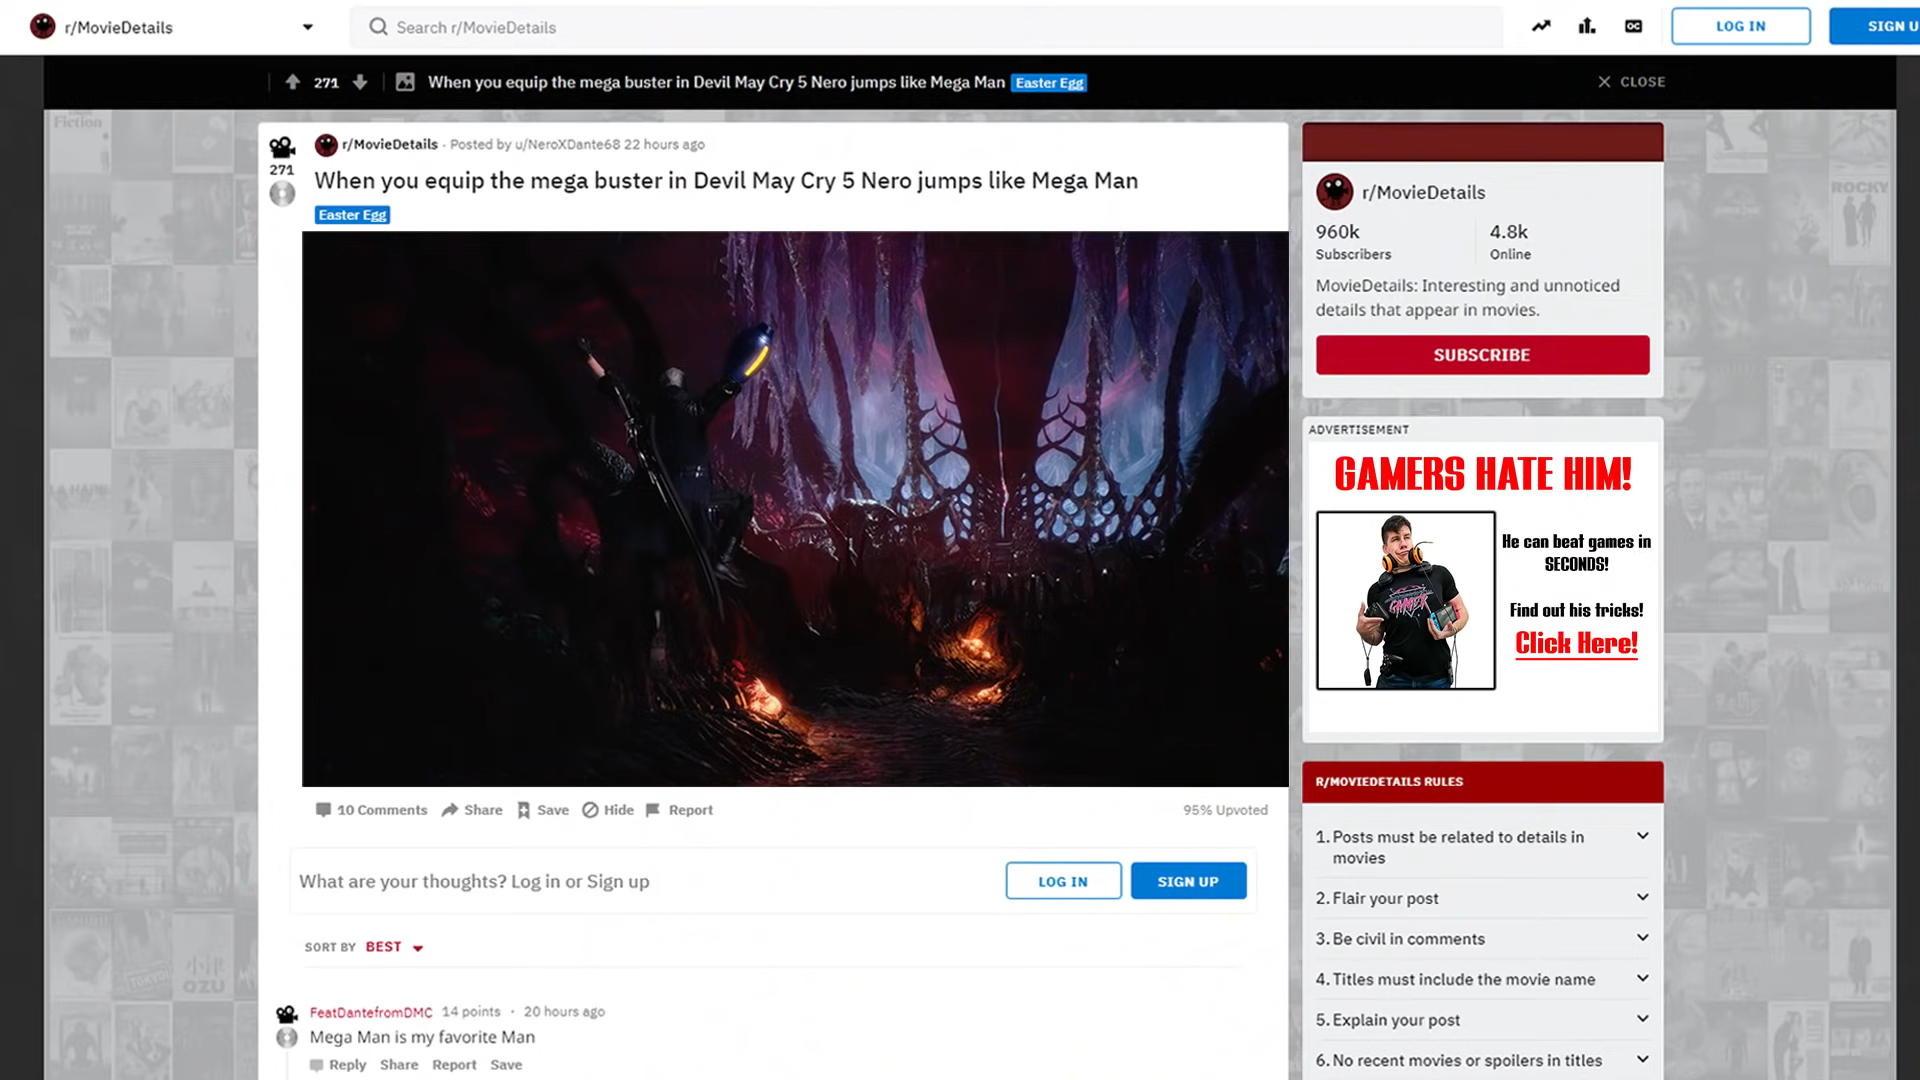 r/MovieDetails
Search r/MovieDetails
LOG IN
SIGN U
271
When you equip the mega buster in Devil May Cry 5 Nero jumps like Mega Man
Easter Egg
CLOSE
Fiction
271
r/MovieDetails · Posted by u/NeroXDante68 22 hours ago
When you equip the mega buster in Devil May Cry 5 Nero jumps like Mega Man
Easter Egg
10 Comments
Share
Save
Hide
Report
95% Upvoted
What are your thoughts? Log in or Sign up
LOG IN
SIGN UP
SORT BY BEST
FeatDantefromDMC 14 points · 20 hours ago
Mega Man is my favorite Man
Reply Share Report Save
r/MovieDetails
960k
Subscribers
4.8k
Online
MovieDetails: Interesting and unnoticed
details that appear in movies.
SUBSCRIBE
ADVERTISEMENT
GAMERS HATE HIM!
GAMER
He can beat games in
SECONDS!
Find out his tricks!
Click Here!
R/MOVIEDETAILS RULES
1. Posts must be related to details in
movies
2. Flair your post
3. Be civil in comments
4. Titles must include the movie name
5. Explain your post
6. No recent movies or spoilers in titles
ROCKY
LA HAINE
TOKYO
OZU